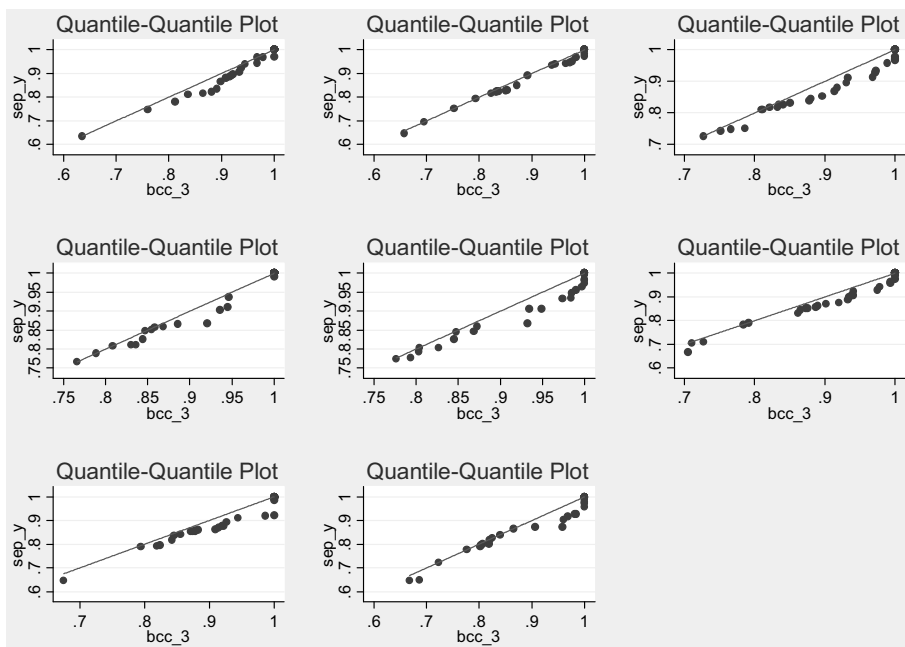 Quantile-Quantile Plot
sep_y
.6 .7 .8 .9 1
.6 .7 .8 .9 1
bcc_3
Quantile-Quantile Plot
sep_y
.6 .7 .8 .9 1
.6 .7 .8 .9 1
bcc_3
Quantile-Quantile Plot
sep_y
.7 .8 .9 1
.7 .8 .9 1
bcc_3
Quantile-Quantile Plot
sep_y
.75 .8 .85 .9 .95 1
.75 .8 .85 .9 .95 1
bcc_3
Quantile-Quantile Plot
sep_y
.75 .8 .85 .9 .95 1
.75 .8 .85 .9 .95 1
bcc_3
Quantile-Quantile Plot
sep_y
.6 .7 .8 .9 1
.7 .8 .9 1
bcc_3
Quantile-Quantile Plot
sep_y
.6 .7 .8 .9 1
.7 .8 .9 1
bcc_3
Quantile-Quantile Plot
sep_y
.6 .7 .8 .9 1
.6 .7 .8 .9 1
bcc_3